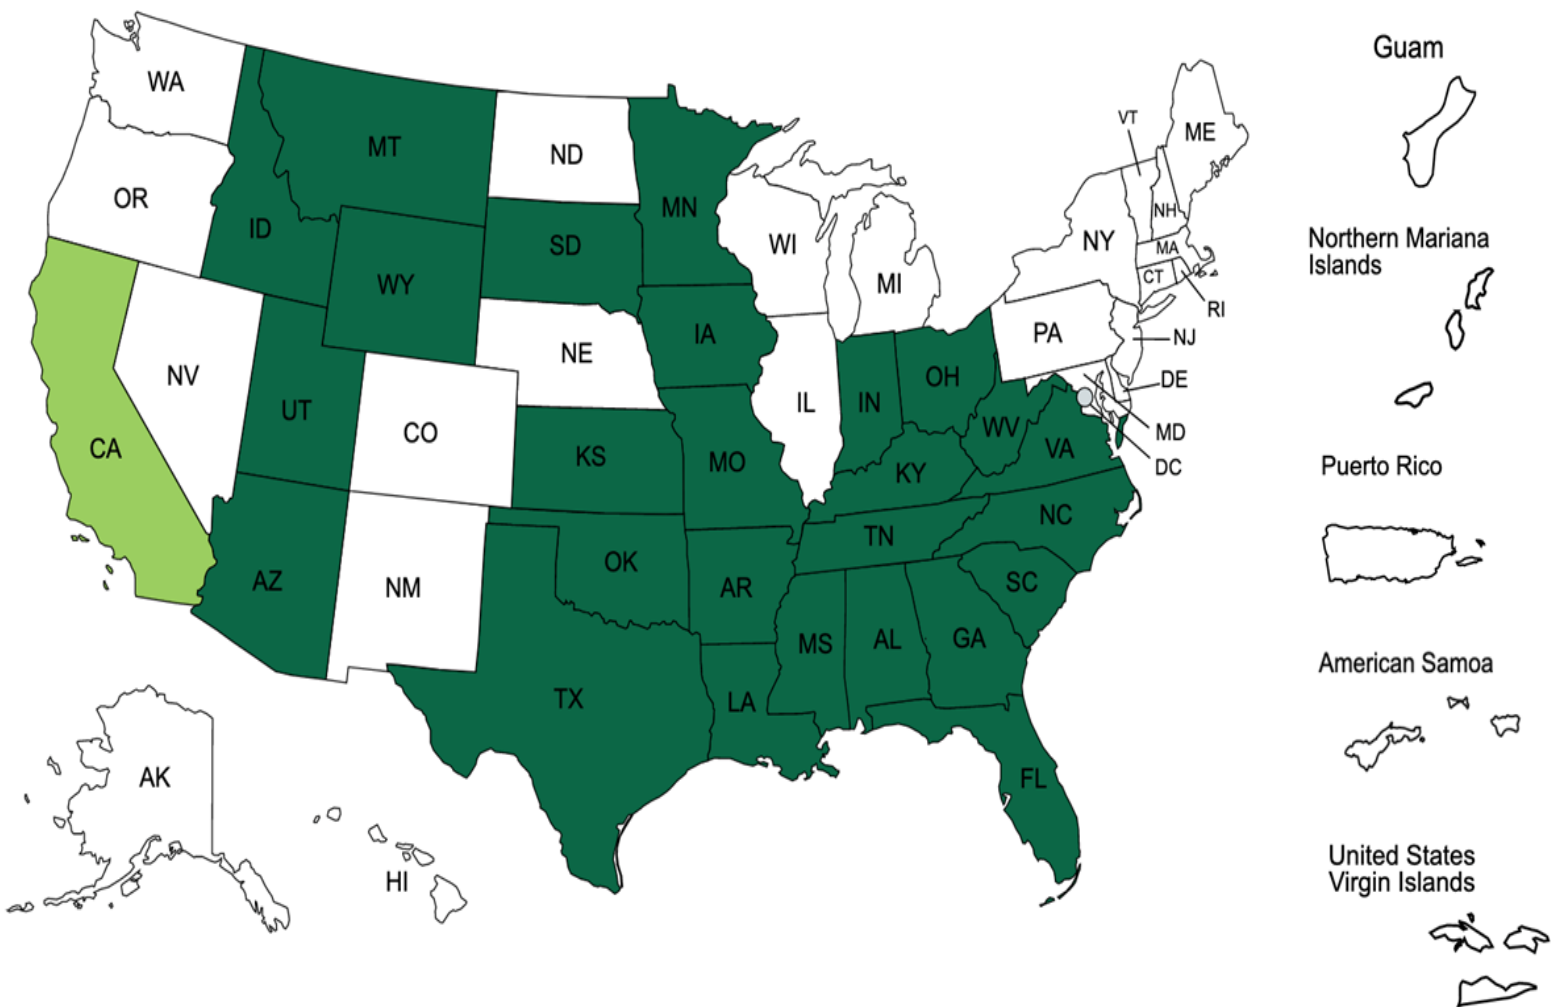 WA
OR
CA
NV
ID
MT
WY
UT
AZ
CO
NM
ND
SD
NE
KS
OK
TX
MN
IA
MO
AR
LA
WI
IL
MI
IN
OH
KY
TN
MS
AL
GA
FL
SC
NC
VA
WV
PA
NY
VT
NH
ME
MA
CT
RI
NJ
DE
MD
DC
AK
HI
Guam
Northern Mariana
Islands
Puerto Rico
American Samoa
United States
Virgin Islands